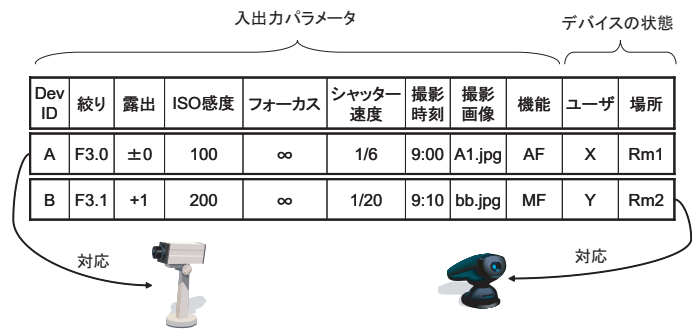 入出力パラメータ
デバイスの状態
Dev ID 絞り 露出 ISO感度 フォーカス シャッター速度 撮影時刻 撮影画像 機能 ユーザ 場所
A F3.0 ±0 100 ∞ 1/6 9:00 A1.jpg AF X Rm1
B F3.1 +1 200 ∞ 1/20 9:10 bb.jpg MF Y Rm2
対応
対応